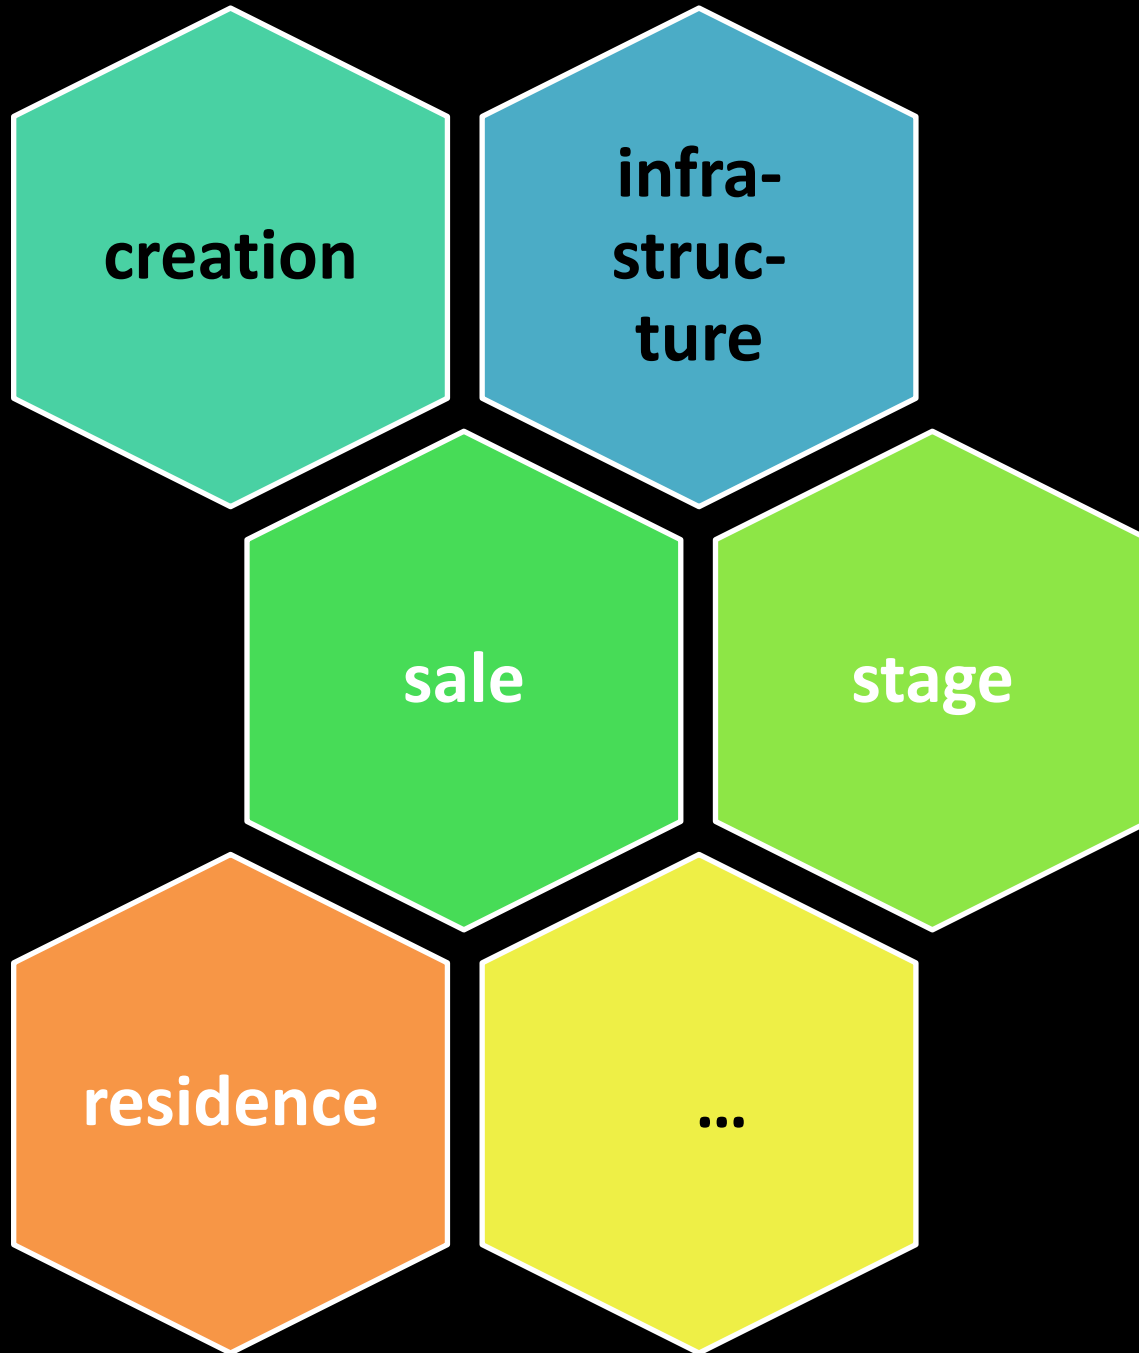 creation
infra-
struc-
ture
sale
stage
residence
...